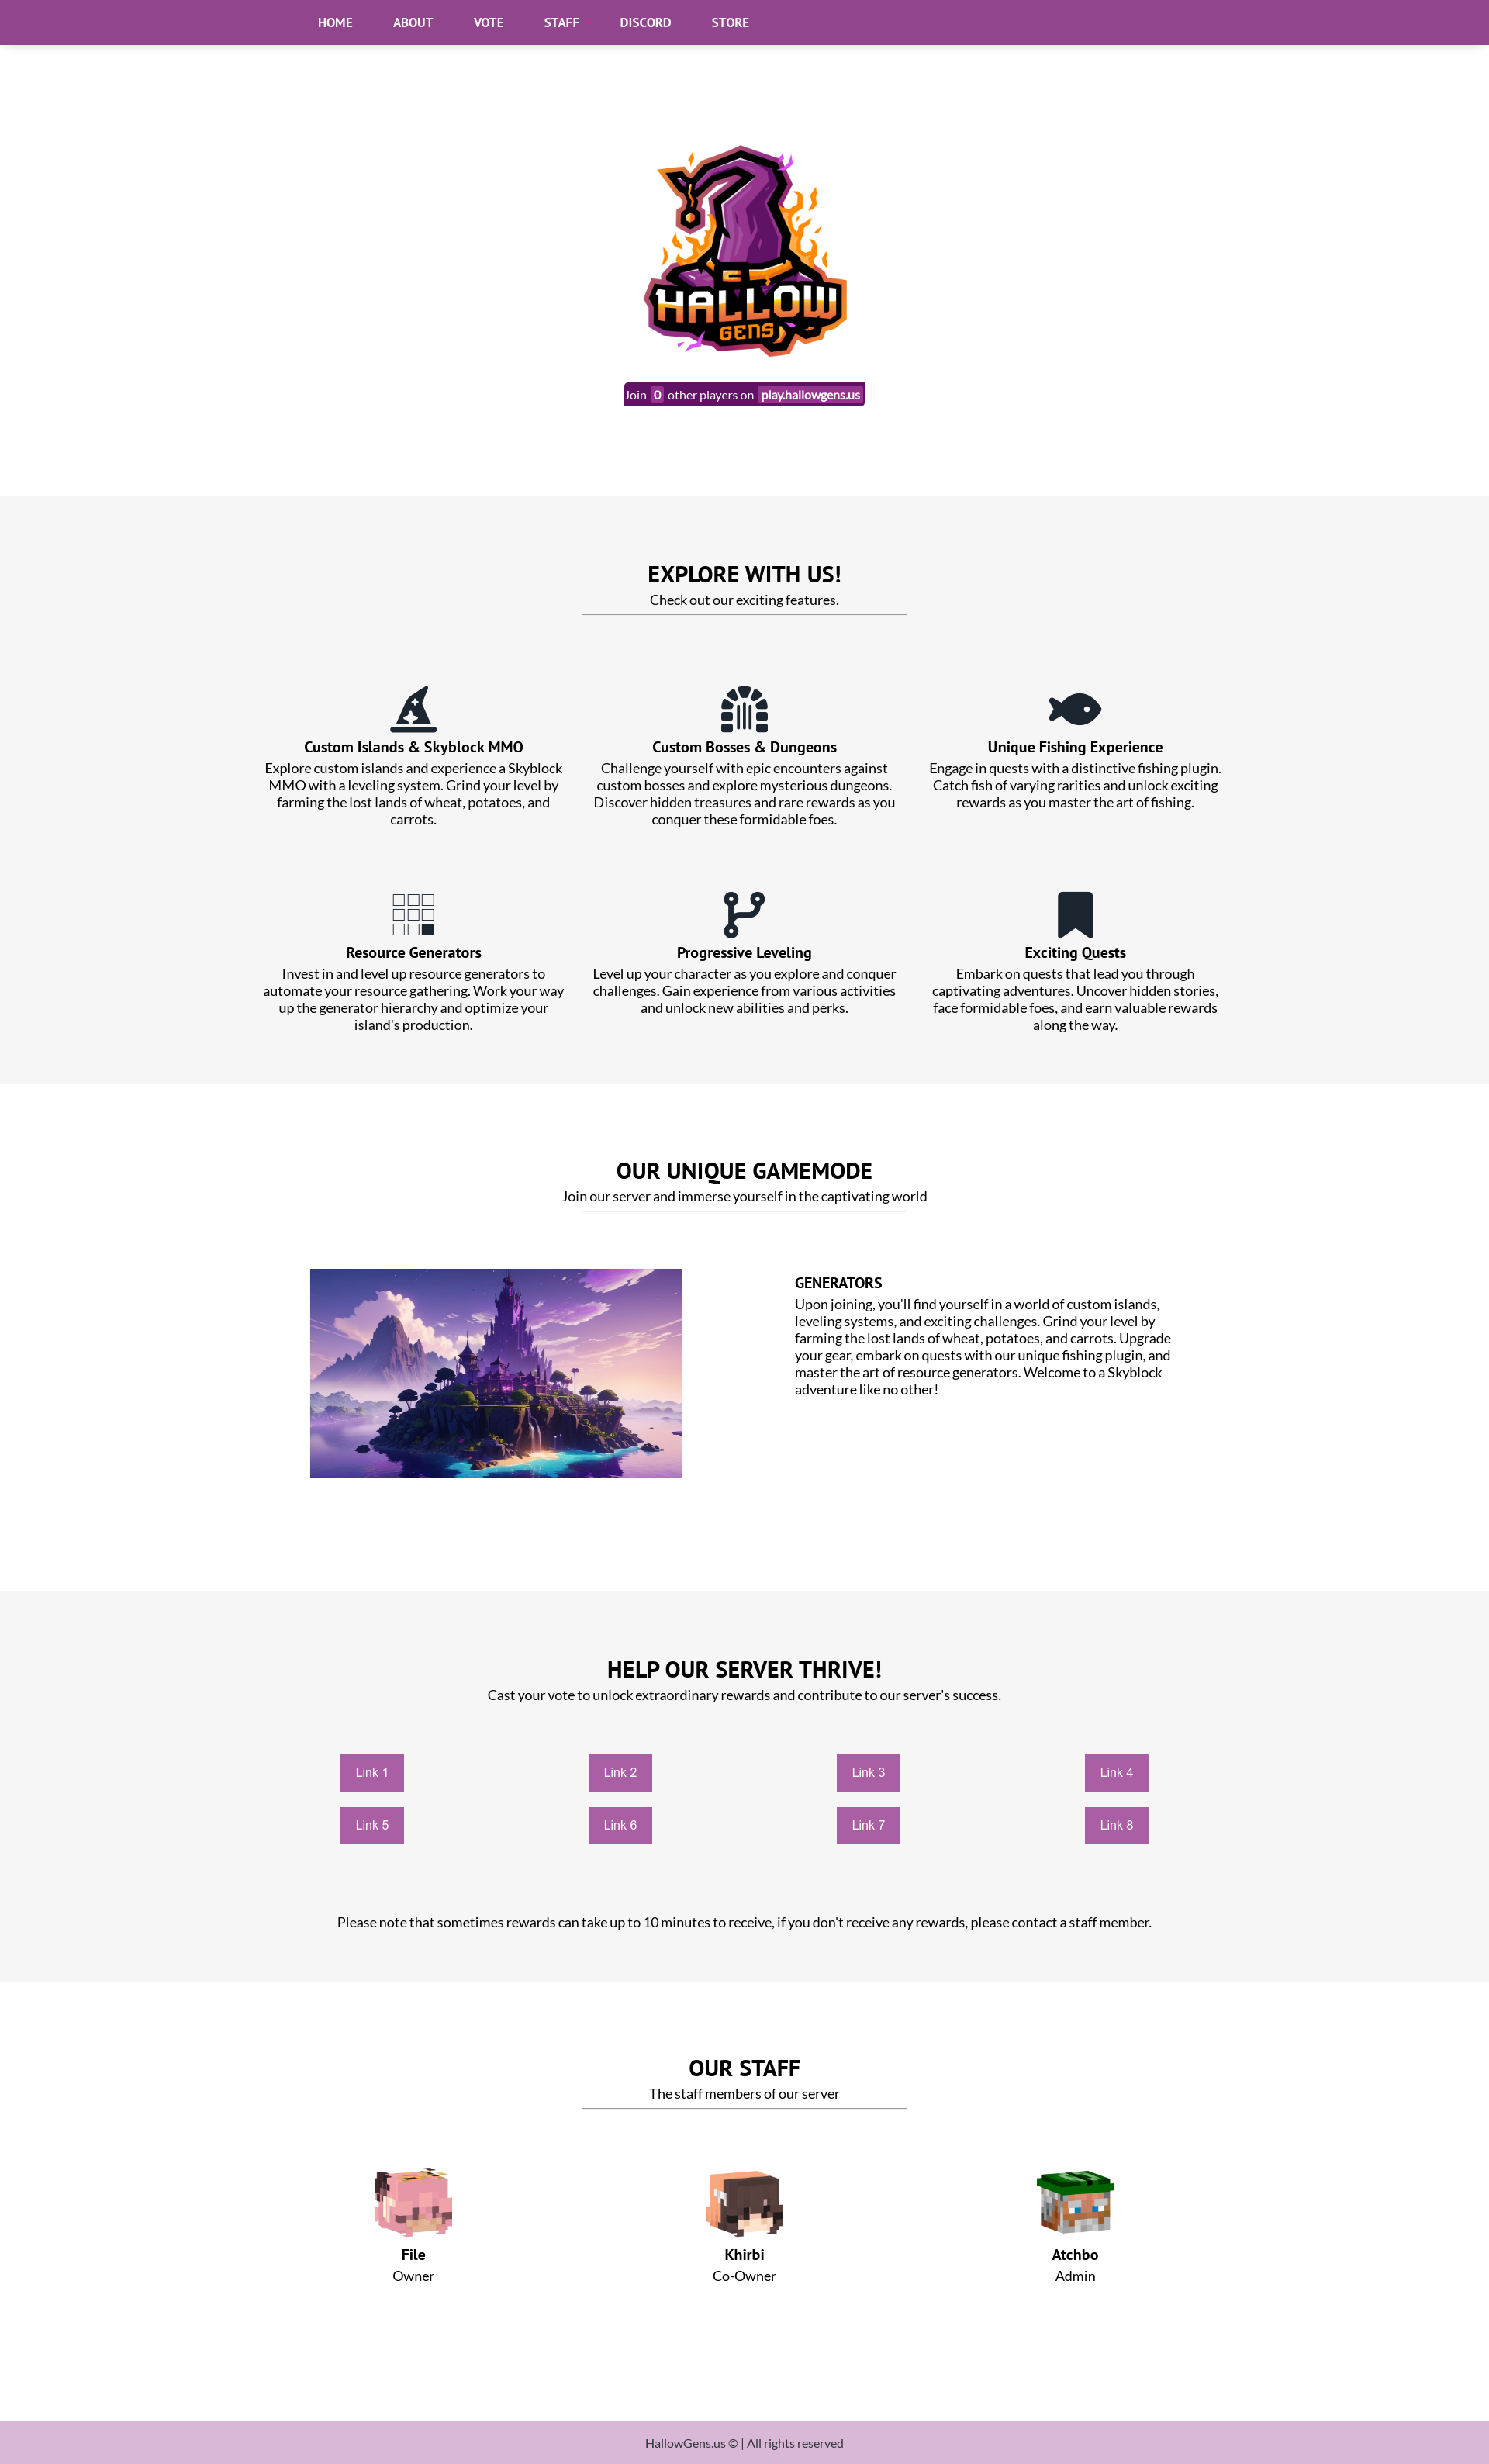 HOME ABOUT VOTE STAFF DISCORD STORE
HALLOW
GENS
Join 0 other players on play.hallowgens.us
EXPLORE WITH US!
Check out our exciting features.
Custom Islands & Skyblock MMO
Explore custom islands and experience a Skyblock
MMO with a leveling system. Grind your level by
farming the lost lands of wheat, potatoes, and
carrots.
Custom Bosses & Dungeons
Challenge yourself with epic encounters against
custom bosses and explore mysterious dungeons.
Discover hidden treasures and rare rewards as you
conquer these formidable foes.
Unique Fishing Experience
Engage in quests with a distinctive fishing plugin.
Catch fish of varying rarities and unlock exciting
rewards as you master the art of fishing.
Resource Generators
Invest in and level up resource generators to
automate your resource gathering. Work your way
up the generator hierarchy and optimize your
island's production.
Progressive Leveling
Level up your character as you explore and conquer
challenges. Gain experience from various activities
and unlock new abilities and perks.
Exciting Quests
Embark on quests that lead you through
captivating adventures. Uncover hidden stories,
face formidable foes, and earn valuable rewards
along the way.
OUR UNIQUE GAMEMODE
Join our server and immerse yourself in the captivating world
GENERATORS
Upon joining, you'll find yourself in a world of custom islands,
leveling systems, and exciting challenges. Grind your level by
farming the lost lands of wheat, potatoes, and carrots. Upgrade
your gear, embark on quests with our unique fishing plugin, and
master the art of resource generators. Welcome to a Skyblock
adventure like no other!
HELP OUR SERVER THRIVE!
Cast your vote to unlock extraordinary rewards and contribute to our server's success.
Link 1 Link 2 Link 3 Link 4
Link 5 Link 6 Link 7 Link 8
Please note that sometimes rewards can take up to 10 minutes to receive, if you don't receive any rewards, please contact a staff member.
OUR STAFF
The staff members of our server
File
Owner
Khirbi
Co-Owner
Atchbo
Admin
HallowGens.us © | All rights reserved